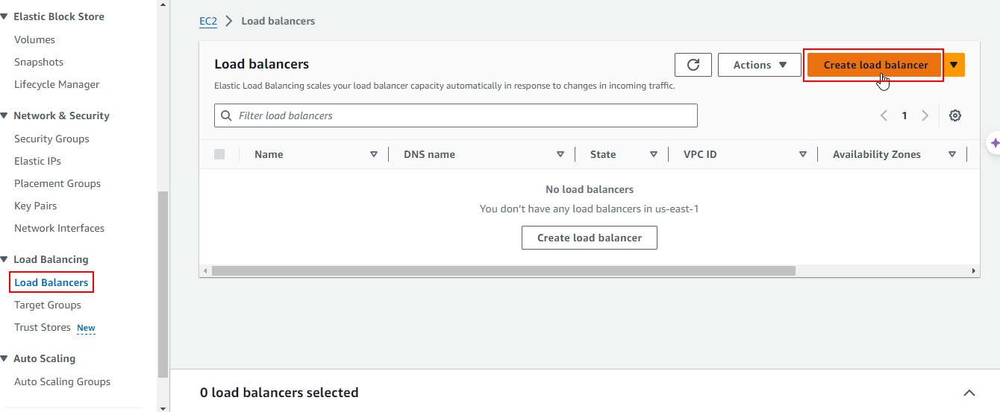 Elastic Block Store
Volumes
Snapshots
Lifecycle Manager
Network & Security
Security Groups
Elastic IPs
Placement Groups
Key Pairs
Network Interfaces
Load Balancing
Load Balancers
Target Groups
Trust Stores New
Auto Scaling
Auto Scaling Groups
EC2 > Load balancers
Load balancers
Actions
Create load balancer
Elastic Load Balancing scales your load balancer capacity automatically in response to changes in incoming traffic.
Filter load balancers
1
Name DNS name State VPC ID Availability Zones
No load balancers
You don't have any load balancers in us-east-1
Create load balancer
0 load balancers selected